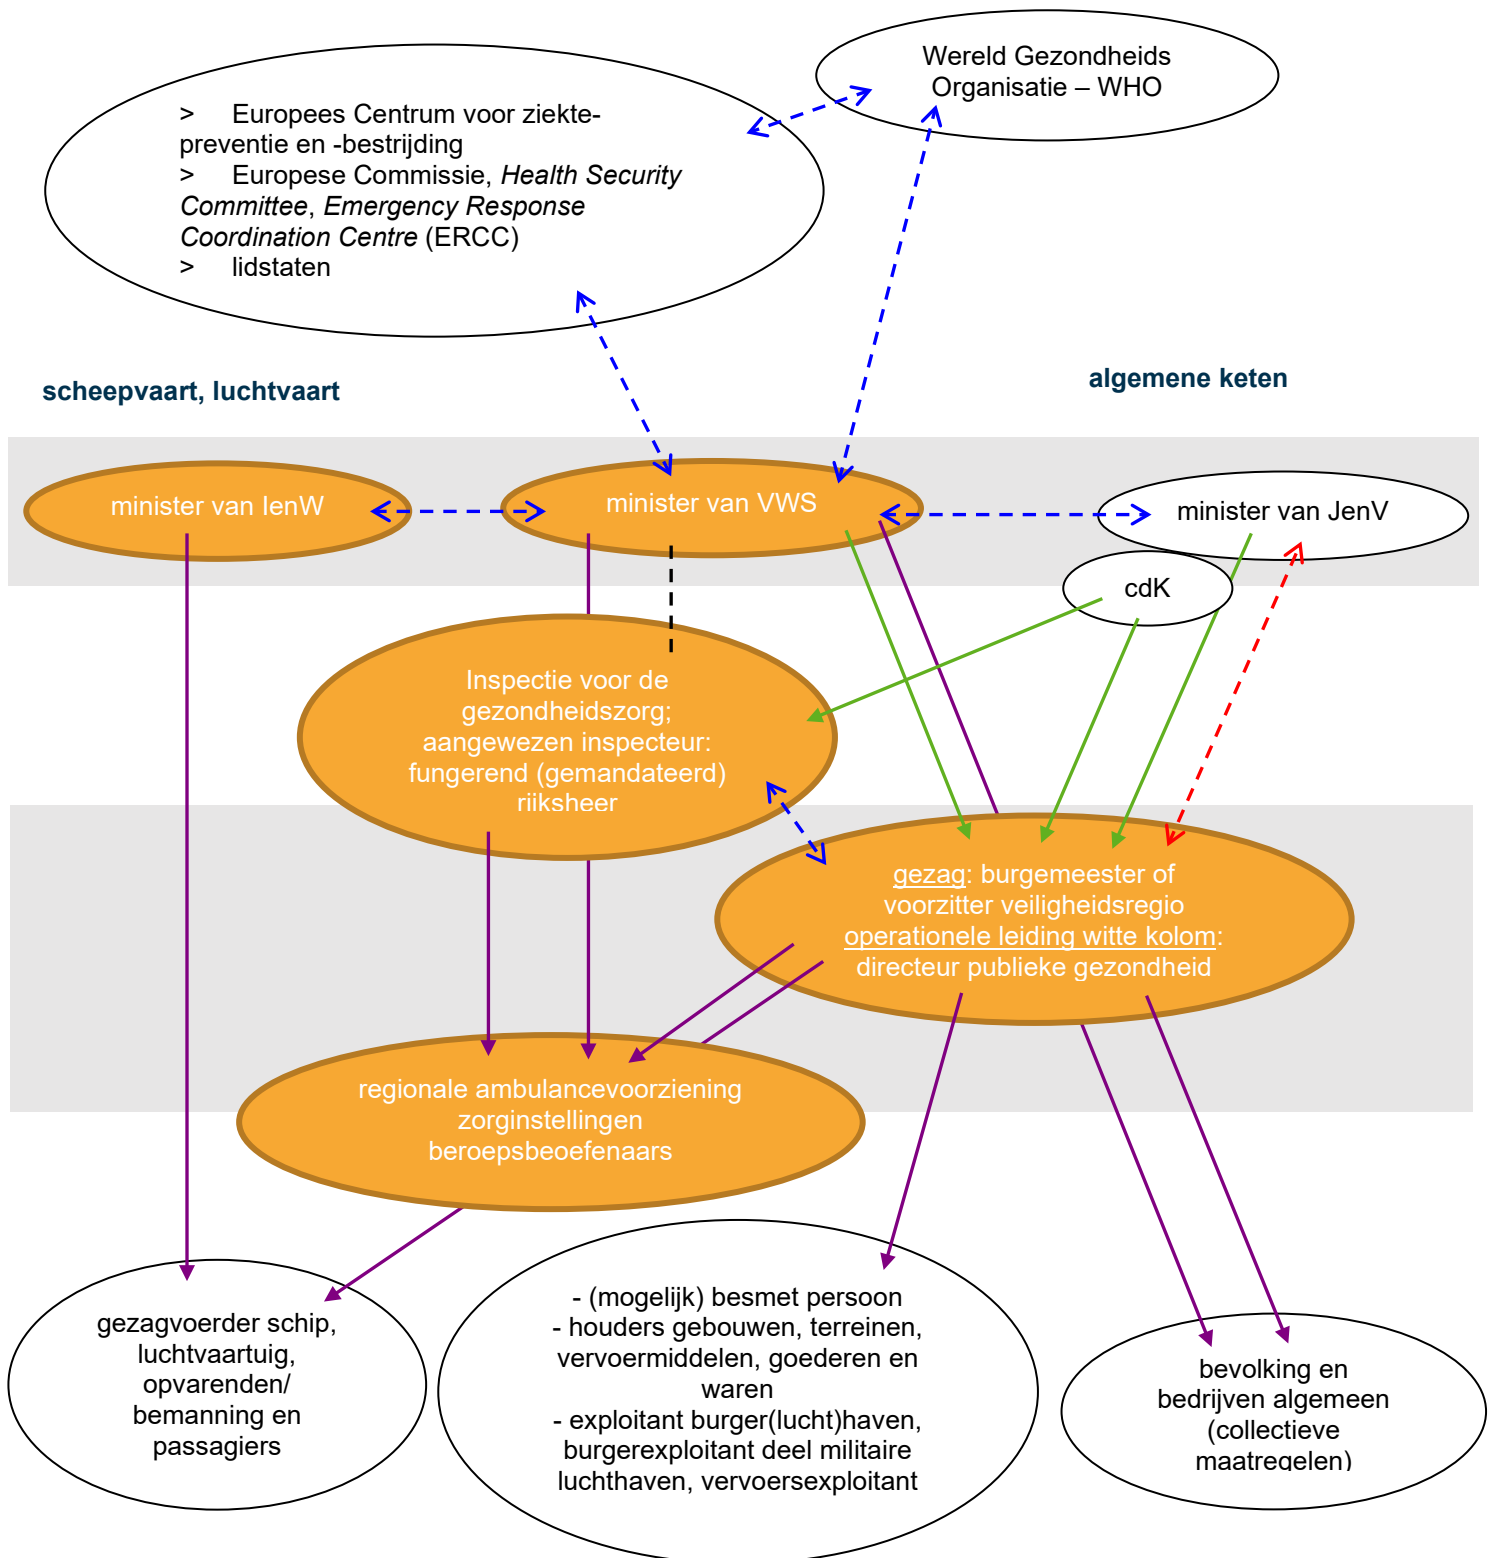 Wereld Gezondheids
Organisatie – WHO
> Europees Centrum voor ziekte-
preventie en -bestrijding
> Europese Commissie, Health Security
Committee, Emergency Response
Coordination Centre (ERCC)
> lidstaten
scheepvaart, luchtvaart
algemene keten
minister van IenW
minister van VWS
minister van JenV
cdK
Inspectie voor de
gezondheidszorg;
aangewezen inspecteur:
fungerend (gemandateerd)
rijksheer
gezag: burgemeester of
voorzitter veiligheidsregio
operationele leiding witte kolom:
directeur publieke gezondheid
regionale ambulancevoorziening
zorginstellingen
beroepsbeoefenaars
gezagvoerder schip,
luchtvaartuig,
opvarenden/
bemanning en
passagiers
- (mogelijk) besmet persoon
- houders gebouwen, terreinen,
vervoermiddelen, goederen en
waren
- exploitant burger(lucht)haven,
burgerexploitant deel militaire
luchthaven, vervoersexploitant
bevolking en
bedrijven algemeen
(collectieve
maatregelen)